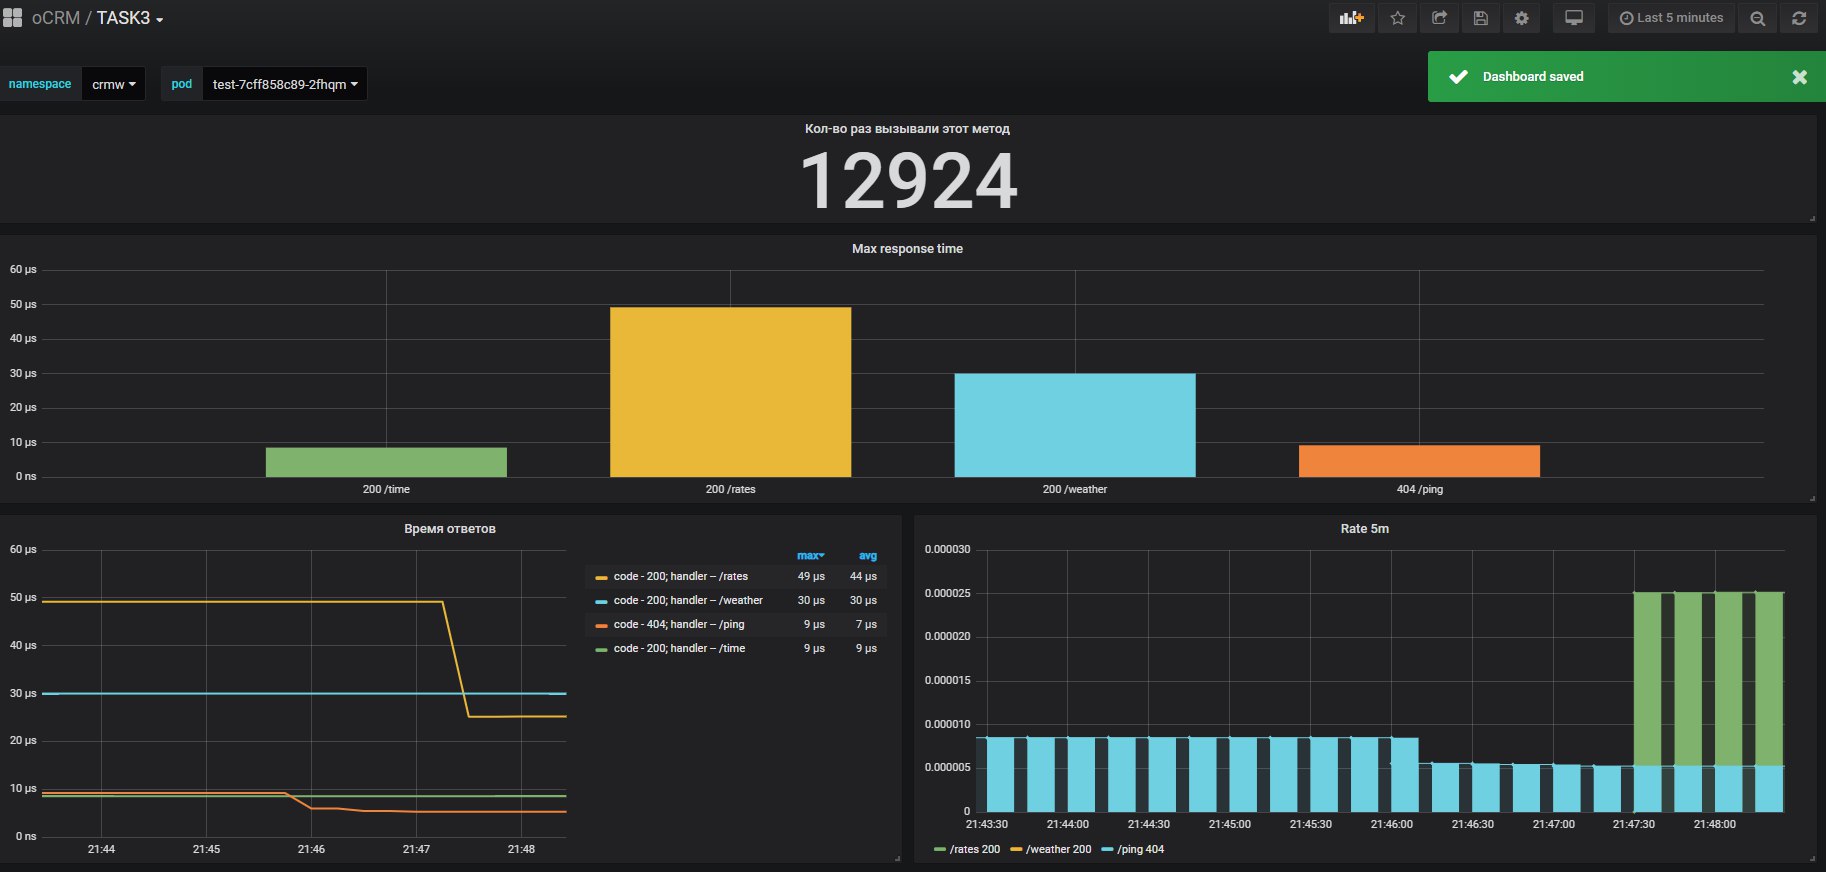 oCRM / TASK3
Last 5 minutes
Dashboard saved
namespace crmw pod test-7cff858c89-2fhqm
Кол-во раз вызывали этот метод
12924
Max response time
60 µs
50 µs
40 µs
30 µs
20 µs
10 µs
0 ns
200 /time 200 /rates 200 /weather 404 /ping
Время ответов
60 µs
50 µs
40 µs
30 µs
20 µs
10 µs
0 ns
21:44 21:45 21:46 21:47 21:48
max avg
code - 200; handler – /rates 49 µs 44 µs
code - 200; handler – /weather 30 µs 30 µs
code - 404; handler – /ping 9 µs 7 µs
code - 200; handler – /time 9 µs 9 µs
Rate 5m
0.000030
0.000025
0.000020
0.000015
0.000010
0.000005
0
21:43:30 21:44:00 21:44:30 21:45:00 21:45:30 21:46:00 21:46:30 21:47:00 21:47:30 21:48:00
/rates 200 /weather 200 /ping 404